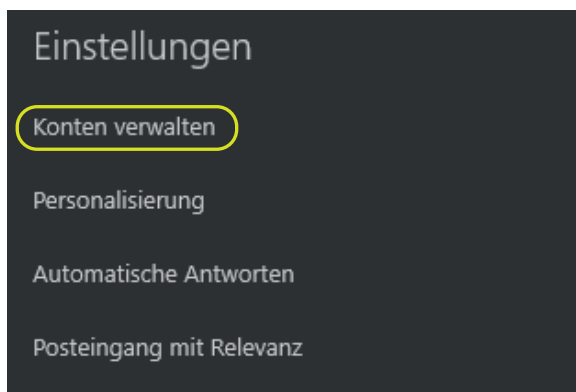 Einstellungen
Konten verwalten
Personalisierung
Automatische Antworten
Posteingang mit Relevanz